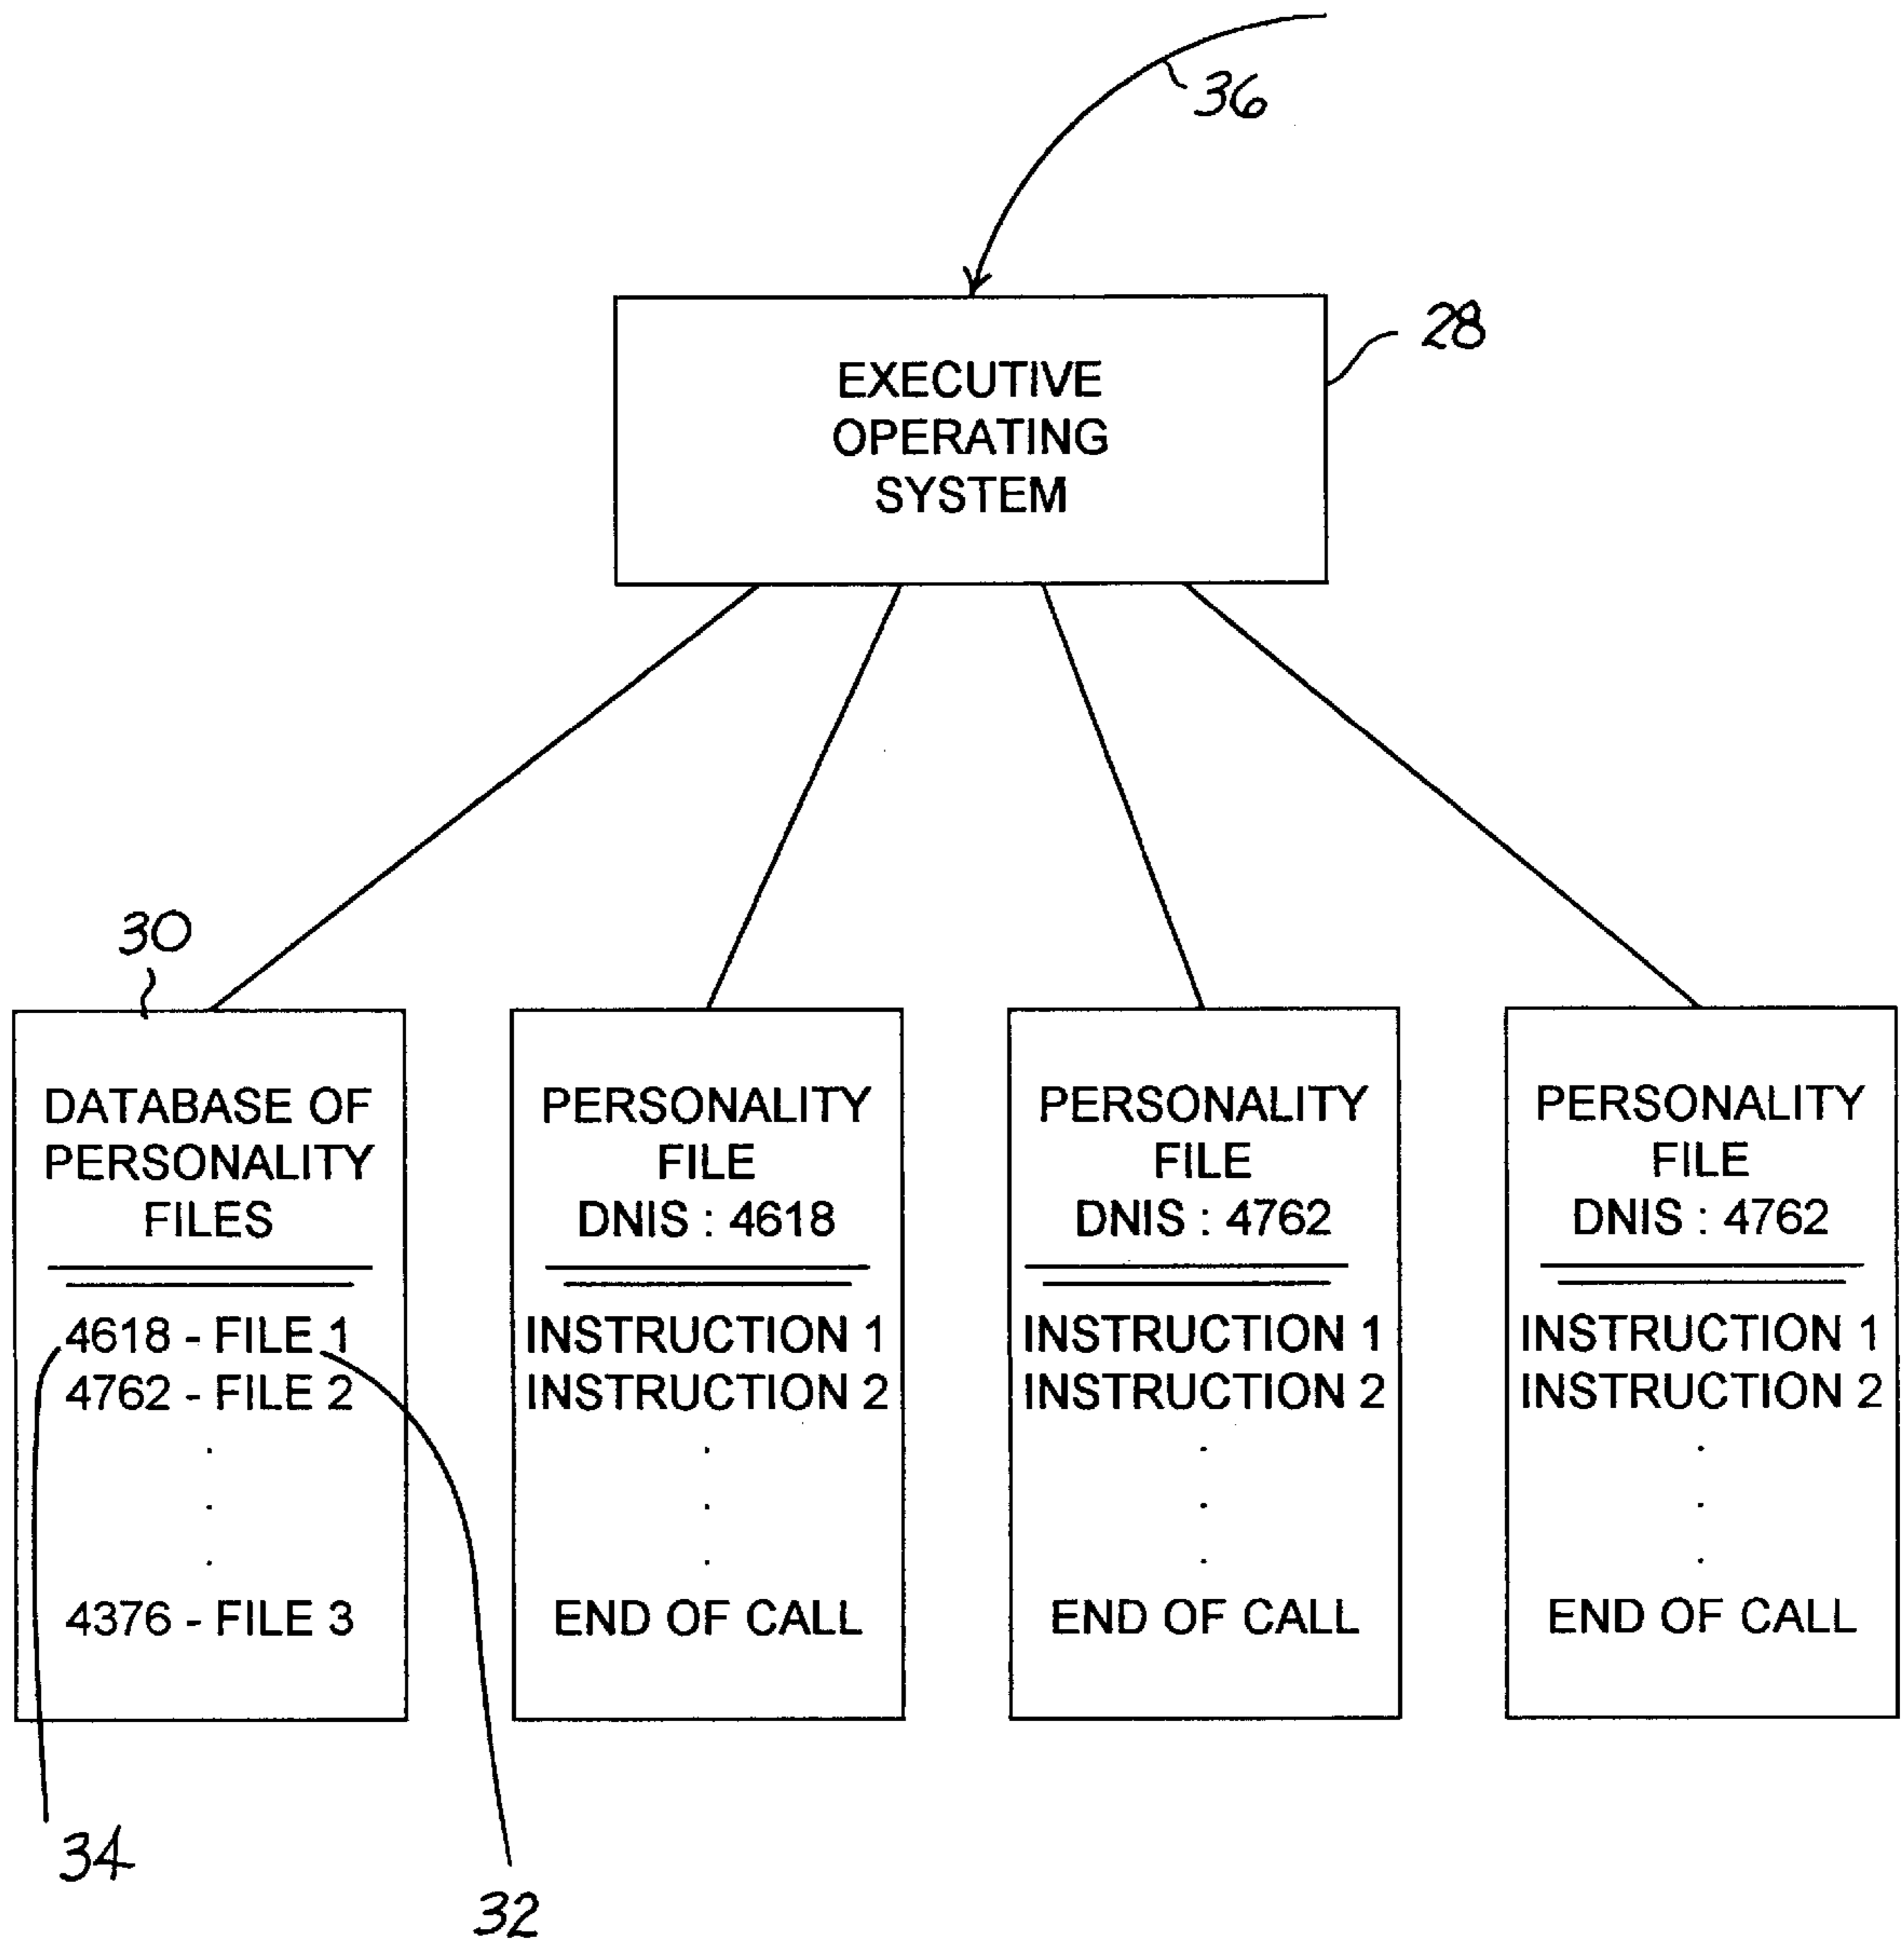 36
28
EXECUTIVE
OPERATING
SYSTEM
30
DATABASE OF
PERSONALITY
FILES
4618 - FILE 1
4762 - FILE 2
.
.
.
4376 - FILE 3
PERSONALITY
FILE
DNIS : 4618
INSTRUCTION 1
INSTRUCTION 2
.
.
.
END OF CALL
PERSONALITY
FILE
DNIS : 4762
INSTRUCTION 1
INSTRUCTION 2
.
.
.
END OF CALL
PERSONALITY
FILE
DNIS : 4762
INSTRUCTION 1
INSTRUCTION 2
.
.
.
END OF CALL
34
32